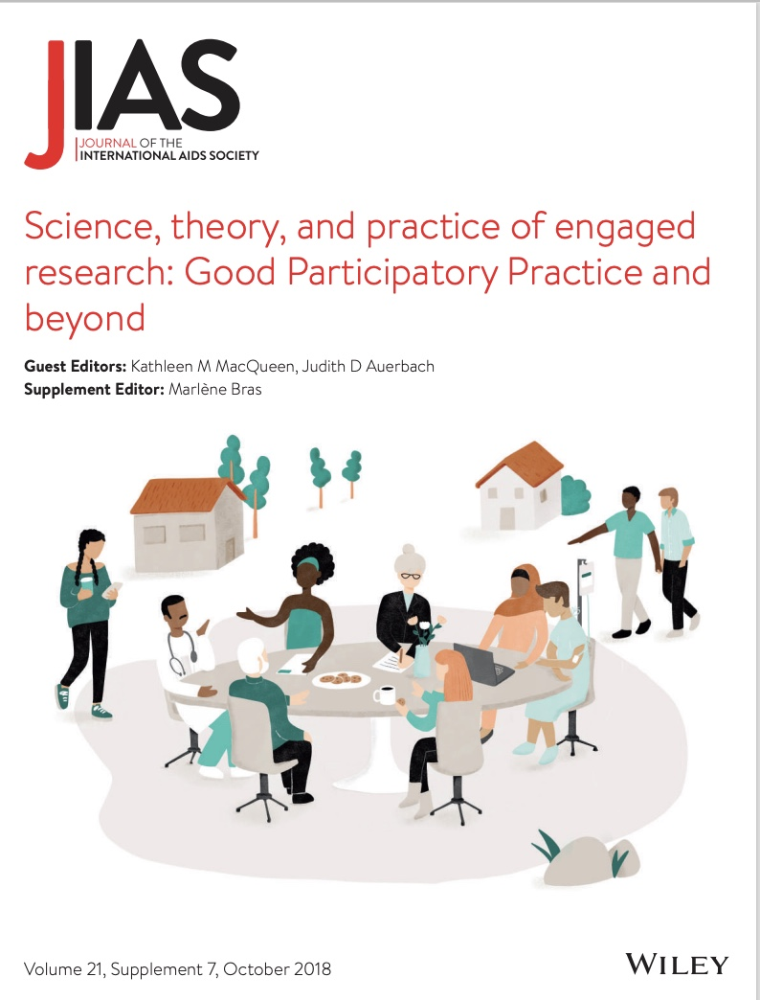 JIAS
JOURNAL OF THE
INTERNATIONAL AIDS SOCIETY
Science, theory, and practice of engaged
research: Good Participatory Practice and
beyond
Guest Editors: Kathleen M MacQueen, Judith D Auerbach
Supplement Editor: Marlène Bras
Volume 21, Supplement 7, October 2018
WILEY